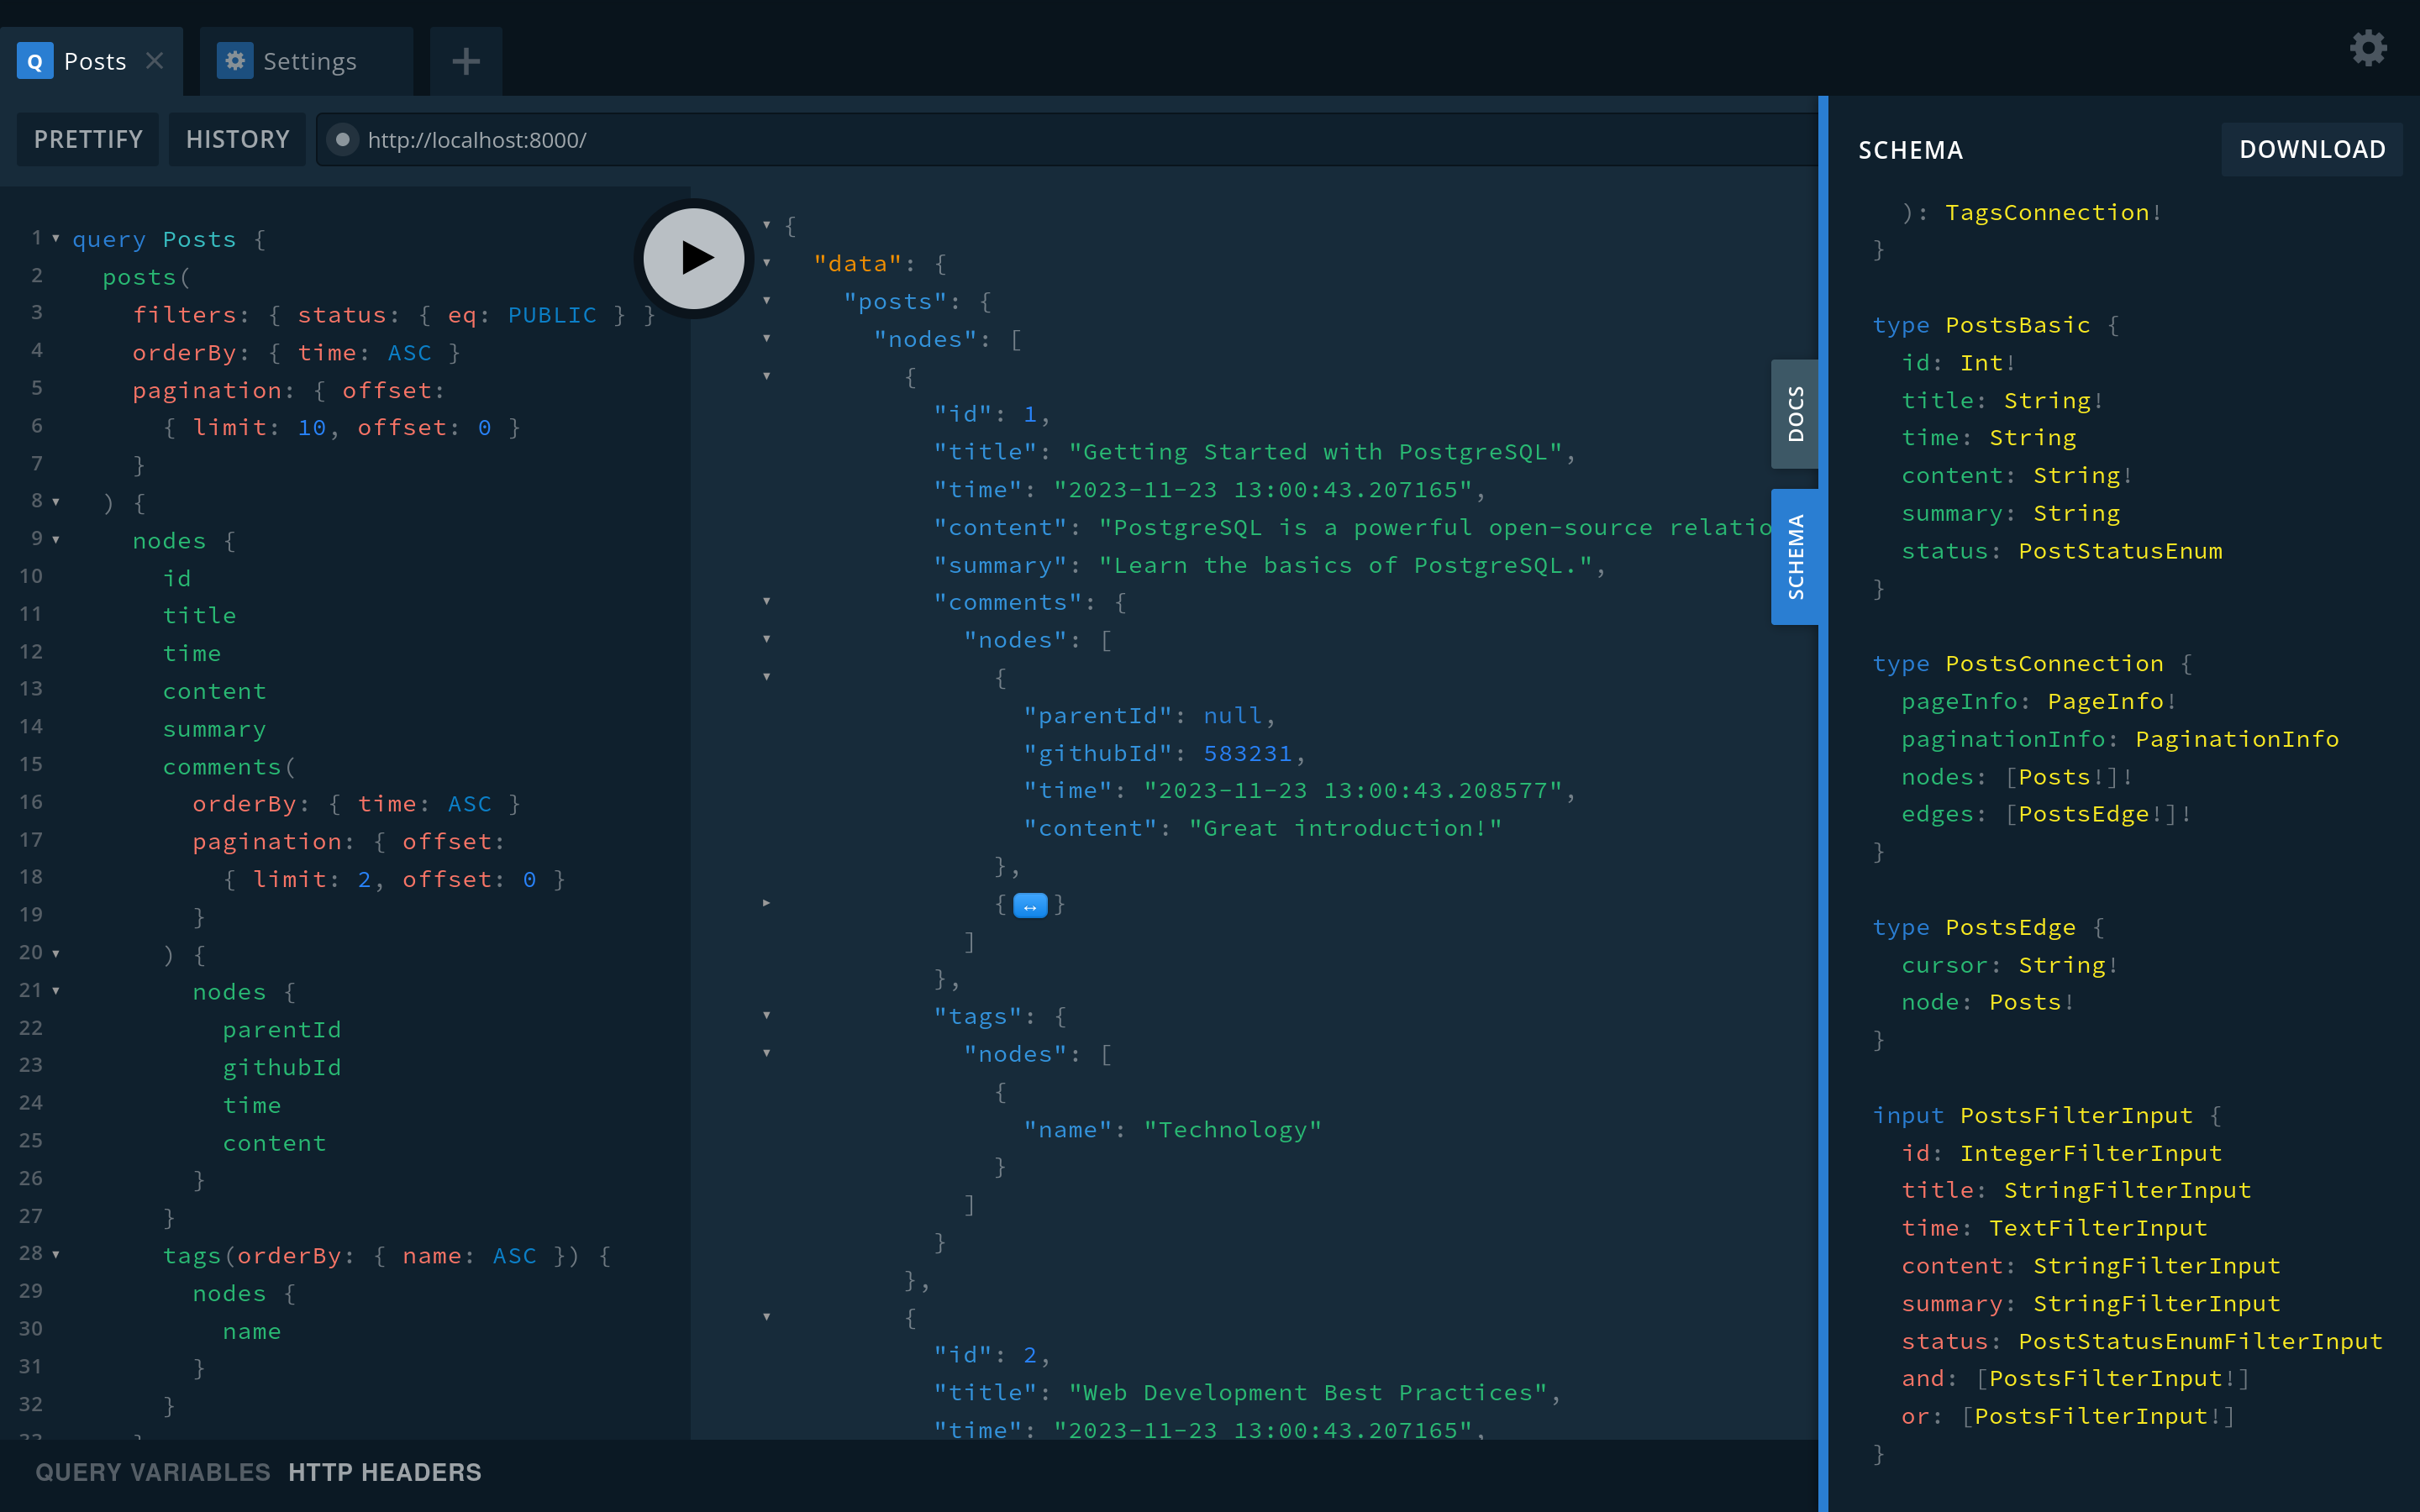 Q Posts
Settings
PRETTIFY HISTORY http://localhost:8000/
1 query Posts {
2 posts(
3 filters: { status: { eq: PUBLIC } }
4 orderBy: { time: ASC }
5 pagination: { offset:
6 { limit: 10, offset: 0 }
7 }
8 ) {
9 nodes {
10 id
11 title
12 time
13 content
14 summary
15 comments(
16 orderBy: { time: ASC }
17 pagination: { offset:
18 { limit: 2, offset: 0 }
19 }
20 ) {
21 nodes {
22 parentId
23 githubId
24 time
25 content
26 }
27 }
28 tags(orderBy: { name: ASC }) {
29 nodes {
30 name
31 }
32 }
33 }
{
"data": {
"posts": {
"nodes": [
{
"id": 1,
"title": "Getting Started with PostgreSQL",
"time": "2023-11-23 13:00:43.207165",
"content": "PostgreSQL is a powerful open-source relatio
"summary": "Learn the basics of PostgreSQL.",
"comments": {
"nodes": [
{
"parentId": null,
"githubId": 583231,
"time": "2023-11-23 13:00:43.208577",
"content": "Great introduction!"
},
{ ↔ }
]
},
"tags": {
"nodes": [
{
"name": "Technology"
}
]
}
},
{
"id": 2,
"title": "Web Development Best Practices",
"time": "2023-11-23 13:00:43.207165",
DOCS
SCHEMA
SCHEMA
DOWNLOAD
): TagsConnection!
}
type PostsBasic {
id: Int!
title: String!
time: String
content: String!
summary: String
status: PostStatusEnum
}
type PostsConnection {
pageInfo: PageInfo!
paginationInfo: PaginationInfo
nodes: [Posts!]!
edges: [PostsEdge!]!
}
type PostsEdge {
cursor: String!
node: Posts!
}
input PostsFilterInput {
id: IntegerFilterInput
title: StringFilterInput
time: TextFilterInput
content: StringFilterInput
summary: StringFilterInput
status: PostStatusEnumFilterInput
and: [PostsFilterInput!]
or: [PostsFilterInput!]
}
QUERY VARIABLES HTTP HEADERS